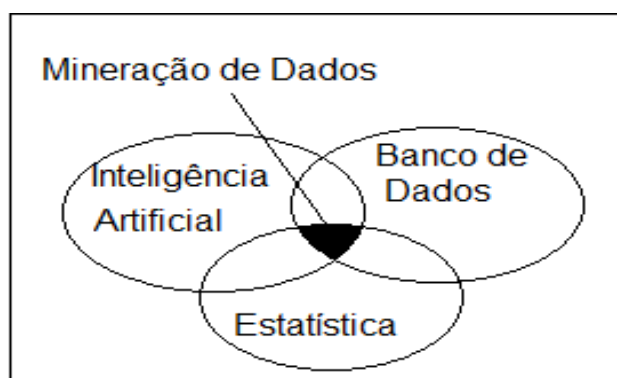 Mineração de Dados
Inteligência
Artificial
Banco de
Dados
Estatística